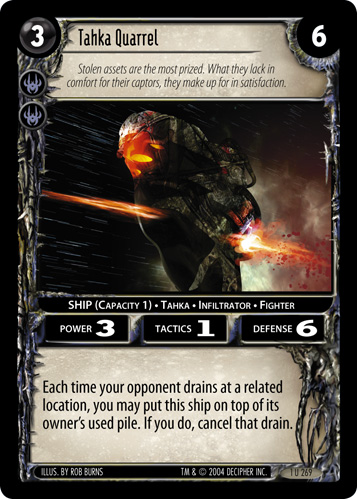 3 Tahka Quarrel 6
Stolen assets are the most prized. What they lack in
comfort for their captors, they make up for in satisfaction.
SHIP (CAPACITY 1) • TAHKA • INFILTRATOR • FIGHTER
POWER 3 TACTICS 1 DEFENSE 6
Each time your opponent drains at a related
location, you may put this ship on top of its
owner's used pile. If you do, cancel that drain.
ILLUS. BY ROB BURNS TM & © 2004 DECIPHER INC. 1 U 269